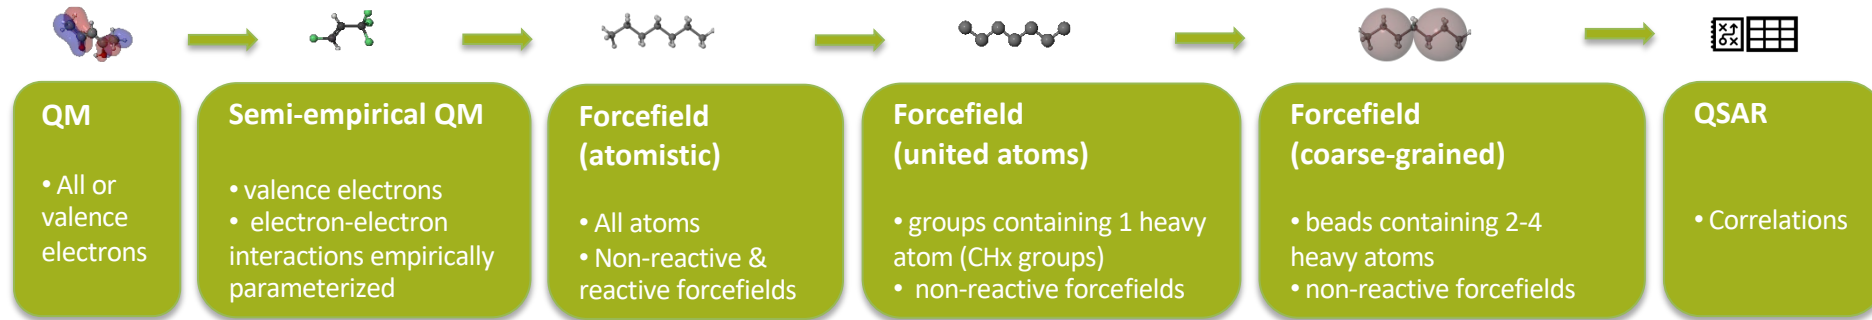 QM
• All or
valence
electrons
Semi-empirical QM
• valence electrons
• electron-electron
interactions empirically
parameterized
Forcefield
(atomistic)
• All atoms
• Non-reactive &
reactive forcefields
Forcefield
(united atoms)
• groups containing 1 heavy
atom (CHx groups)
• non-reactive forcefields
Forcefield
(coarse-grained)
• beads containing 2-4
heavy atoms
• non-reactive forcefields
QSAR
• Correlations